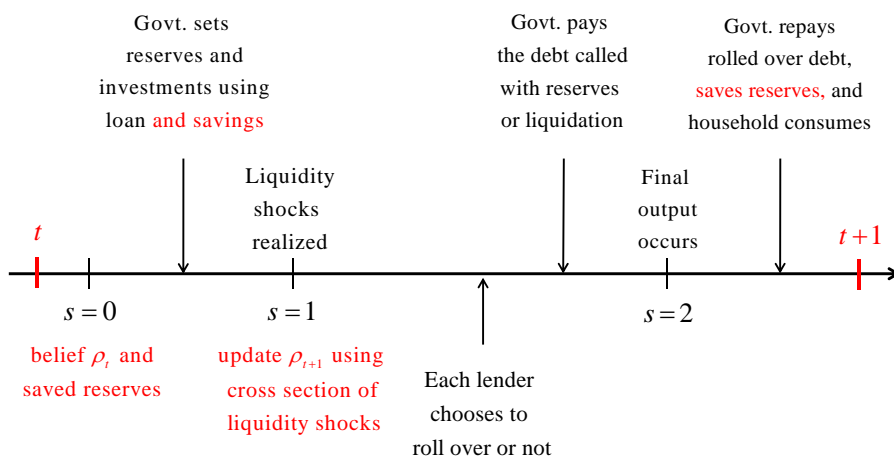 Govt. sets
reserves and
investments using
loan and savings
Govt. pays
the debt called
with reserves
or liquidation
Govt. repays
rolled over debt,
saves reserves, and
household consumes
Liquidity
shocks
realized
Final
output
occurs
t
t+1
s=0
s=1
s=2
belief ρ_t and
saved reserves
update ρ_{t+1} using
cross section of
liquidity shocks
Each lender
chooses to
roll over or not